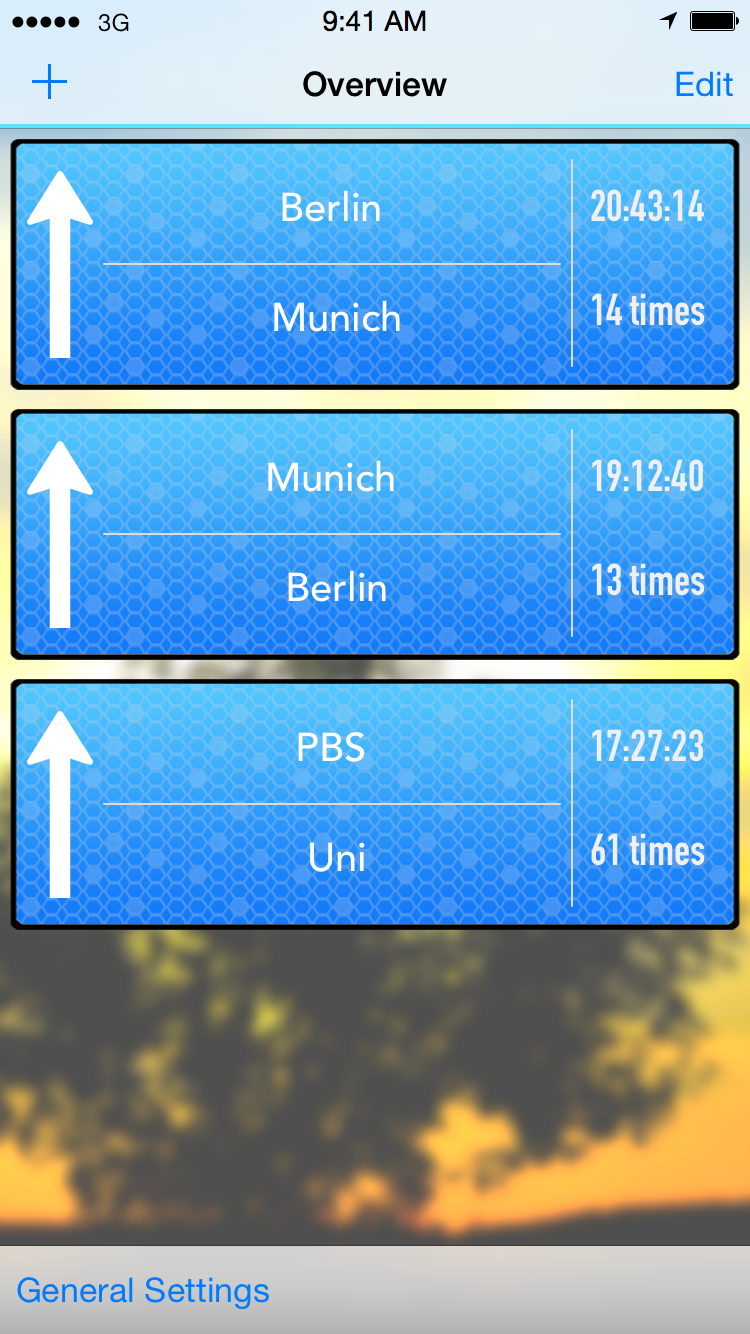 3G 9:41 AM
+ Overview Edit
Berlin 20:43:14
Munich 14 times
Munich 19:12:40
Berlin 13 times
PBS 17:27:23
Uni 61 times
General Settings